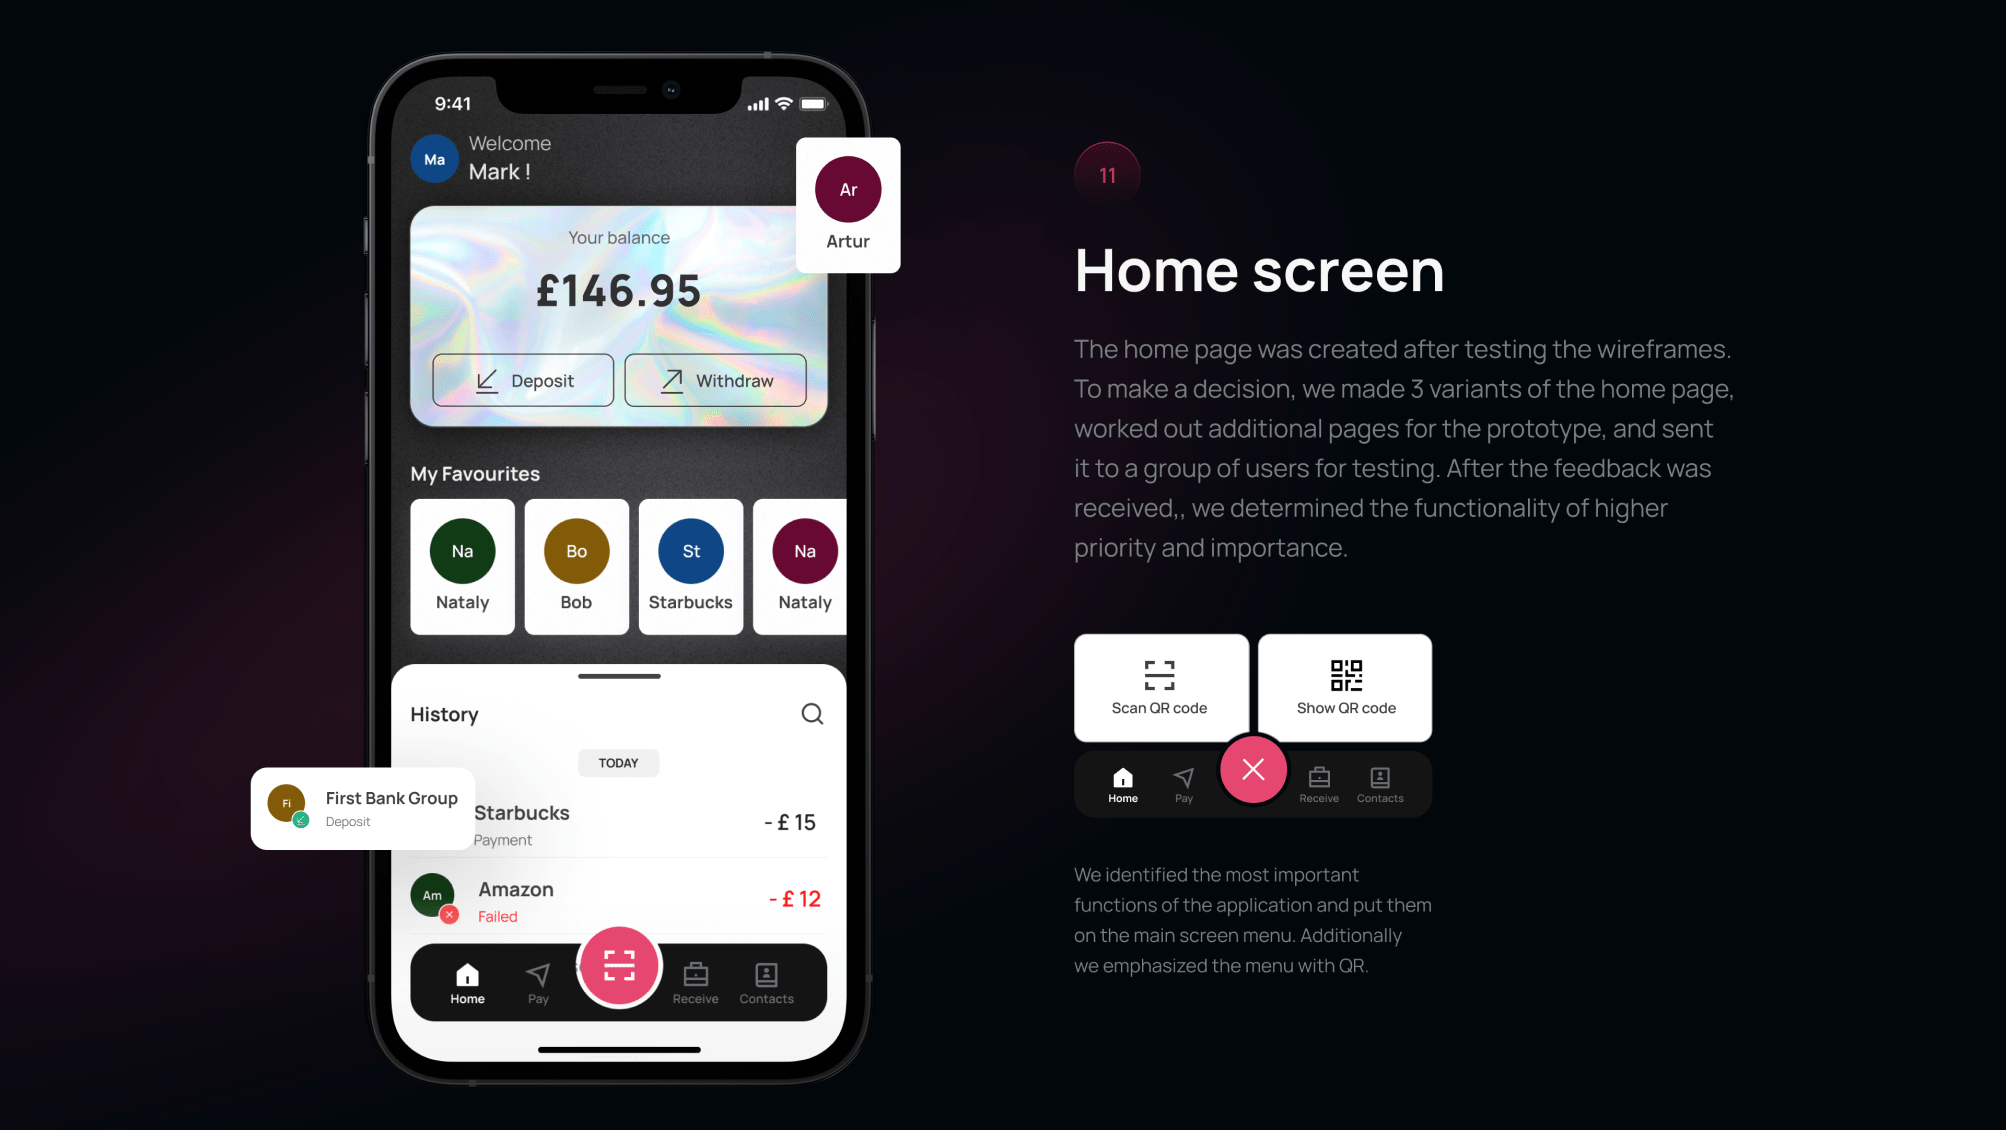 9:41
Ma
Welcome
Mark !
Ar
Artur
Your balance
£146.95
Deposit
Withdraw
My Favourites
Na
Nataly
Bo
Bob
St
Starbucks
Na
Nataly
History
TODAY
Fi
First Bank Group
Deposit
Starbucks
Payment
- £ 15
Am
Amazon
Failed
- £ 12
Home
Pay
Receive
Contacts
11
Home screen
The home page was created after testing the wireframes.
To make a decision, we made 3 variants of the home page,
worked out additional pages for the prototype, and sent
it to a group of users for testing. After the feedback was
received,, we determined the functionality of higher
priority and importance.
Scan QR code
Show QR code
Home
Pay
Receive
Contacts
We identified the most important
functions of the application and put them
on the main screen menu. Additionally
we emphasized the menu with QR.